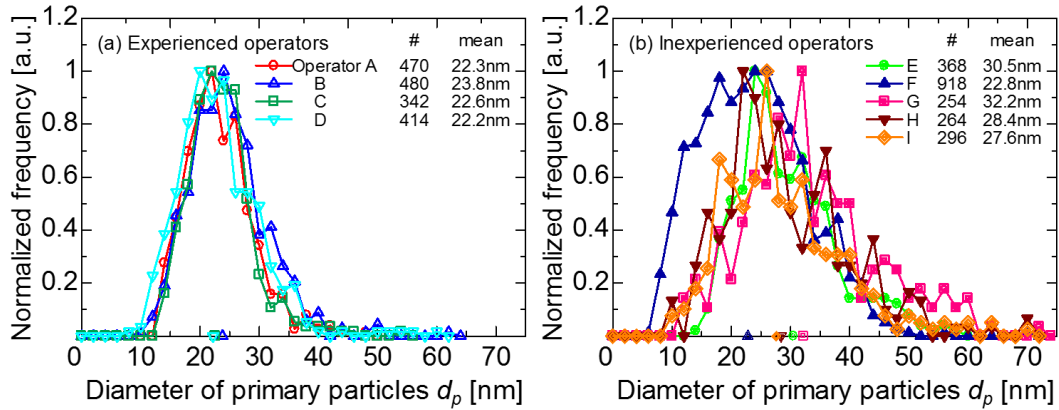 (a) Experienced operators
# mean
Operator A 470 22.3nm
B 480 23.8nm
C 342 22.6nm
D 414 22.2nm
Normalized frequency [a.u.]
1.2
1
0.8
0.6
0.4
0.2
0 10 20 30 40 50 60 70
Diameter of primary particles dp [nm]
(b) Inexperienced operators
# mean
E 368 30.5nm
F 918 22.8nm
G 254 32.2nm
H 264 28.4nm
I 296 27.6nm
Normalized frequency [a.u.]
1.2
1
0.8
0.6
0.4
0.2
0 10 20 30 40 50 60 70
Diameter of primary particles dp [nm]